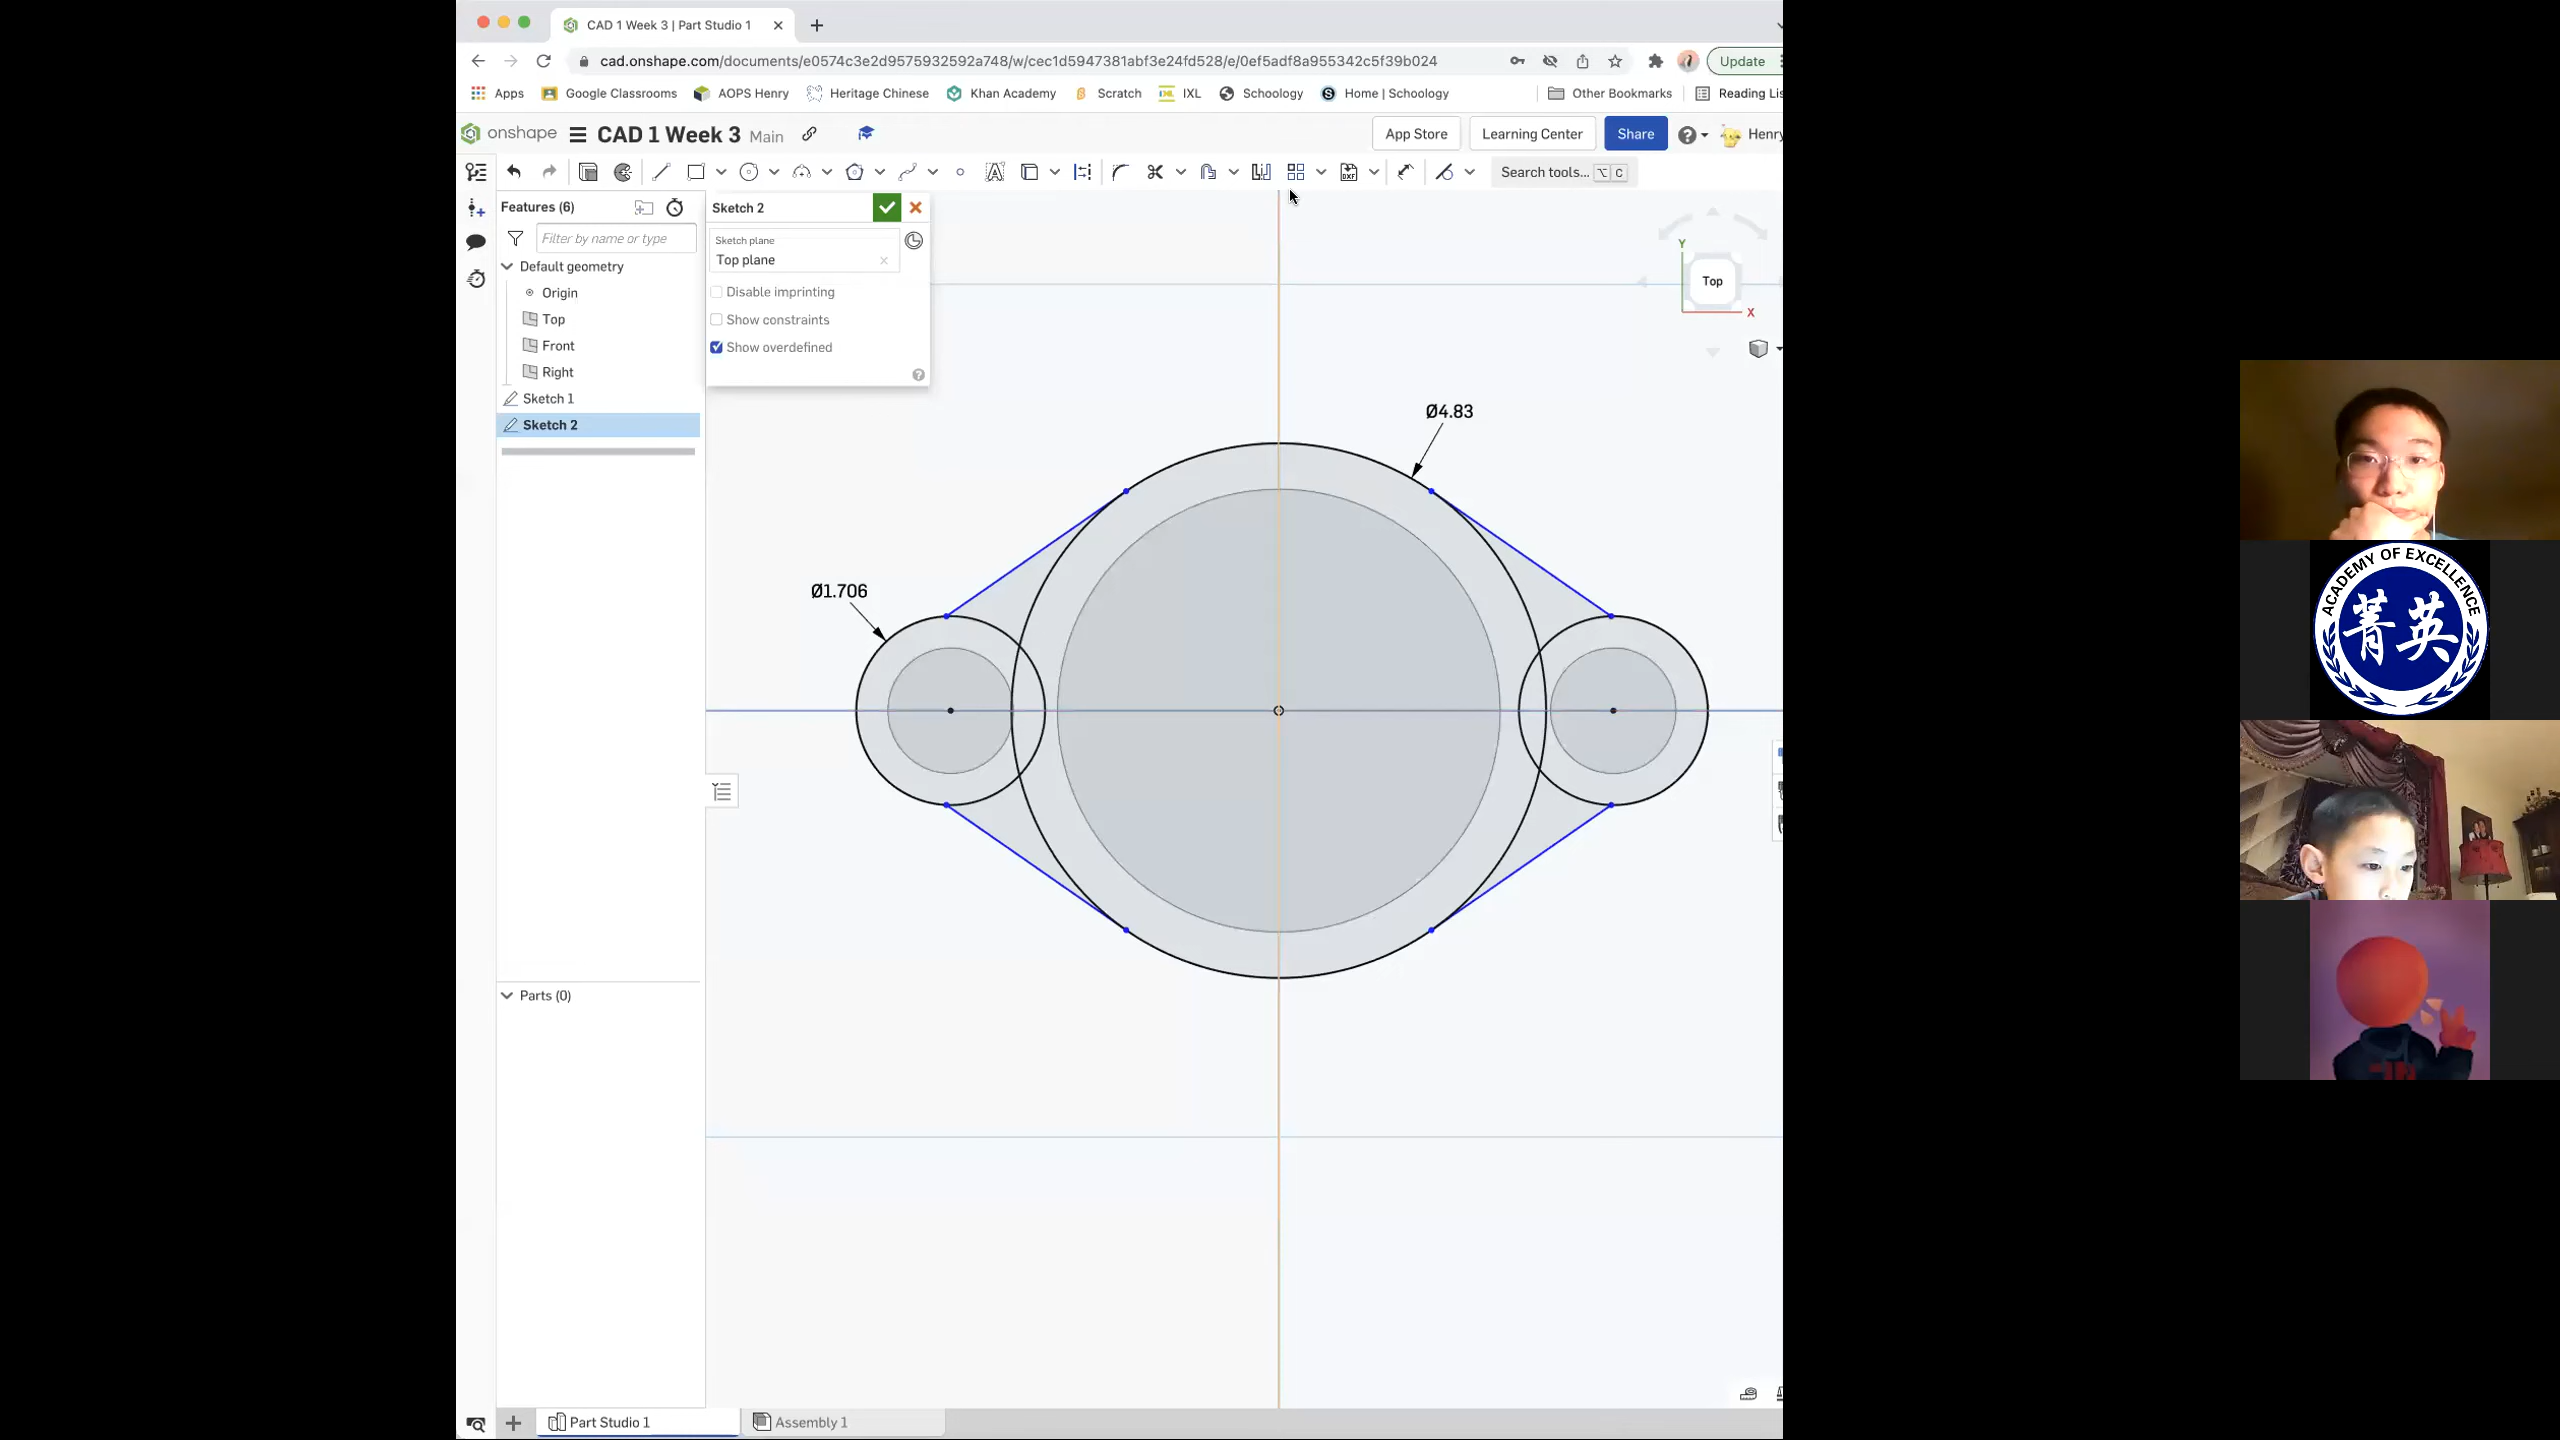 CAD 1 Week 3 | Part Studio 1
cad.onshape.com/documents/e0574c3e2d9575932592a748/w/cec1d5947381abf3e24fd528/e/0ef5adf8a955342c5f39b024
Update
Apps Google Classrooms AOPS Henry Heritage Chinese Khan Academy Scratch IXL Schoology Home | Schoology Other Bookmarks Reading Lis
onshape CAD 1 Week 3 Main App Store Learning Center Share Henry
Search tools... ⌥ C
Features (6)
Filter by name or type
Default geometry
Origin
Top
Front
Right
Sketch 1
Sketch 2
Sketch 2
Sketch plane
Top plane
Disable imprinting
Show constraints
Show overdefined
Y
Top
X
Ø4.83
Ø1.706
Parts (0)
Part Studio 1
Assembly 1
ACADEMY OF EXCELLENCE
菁英